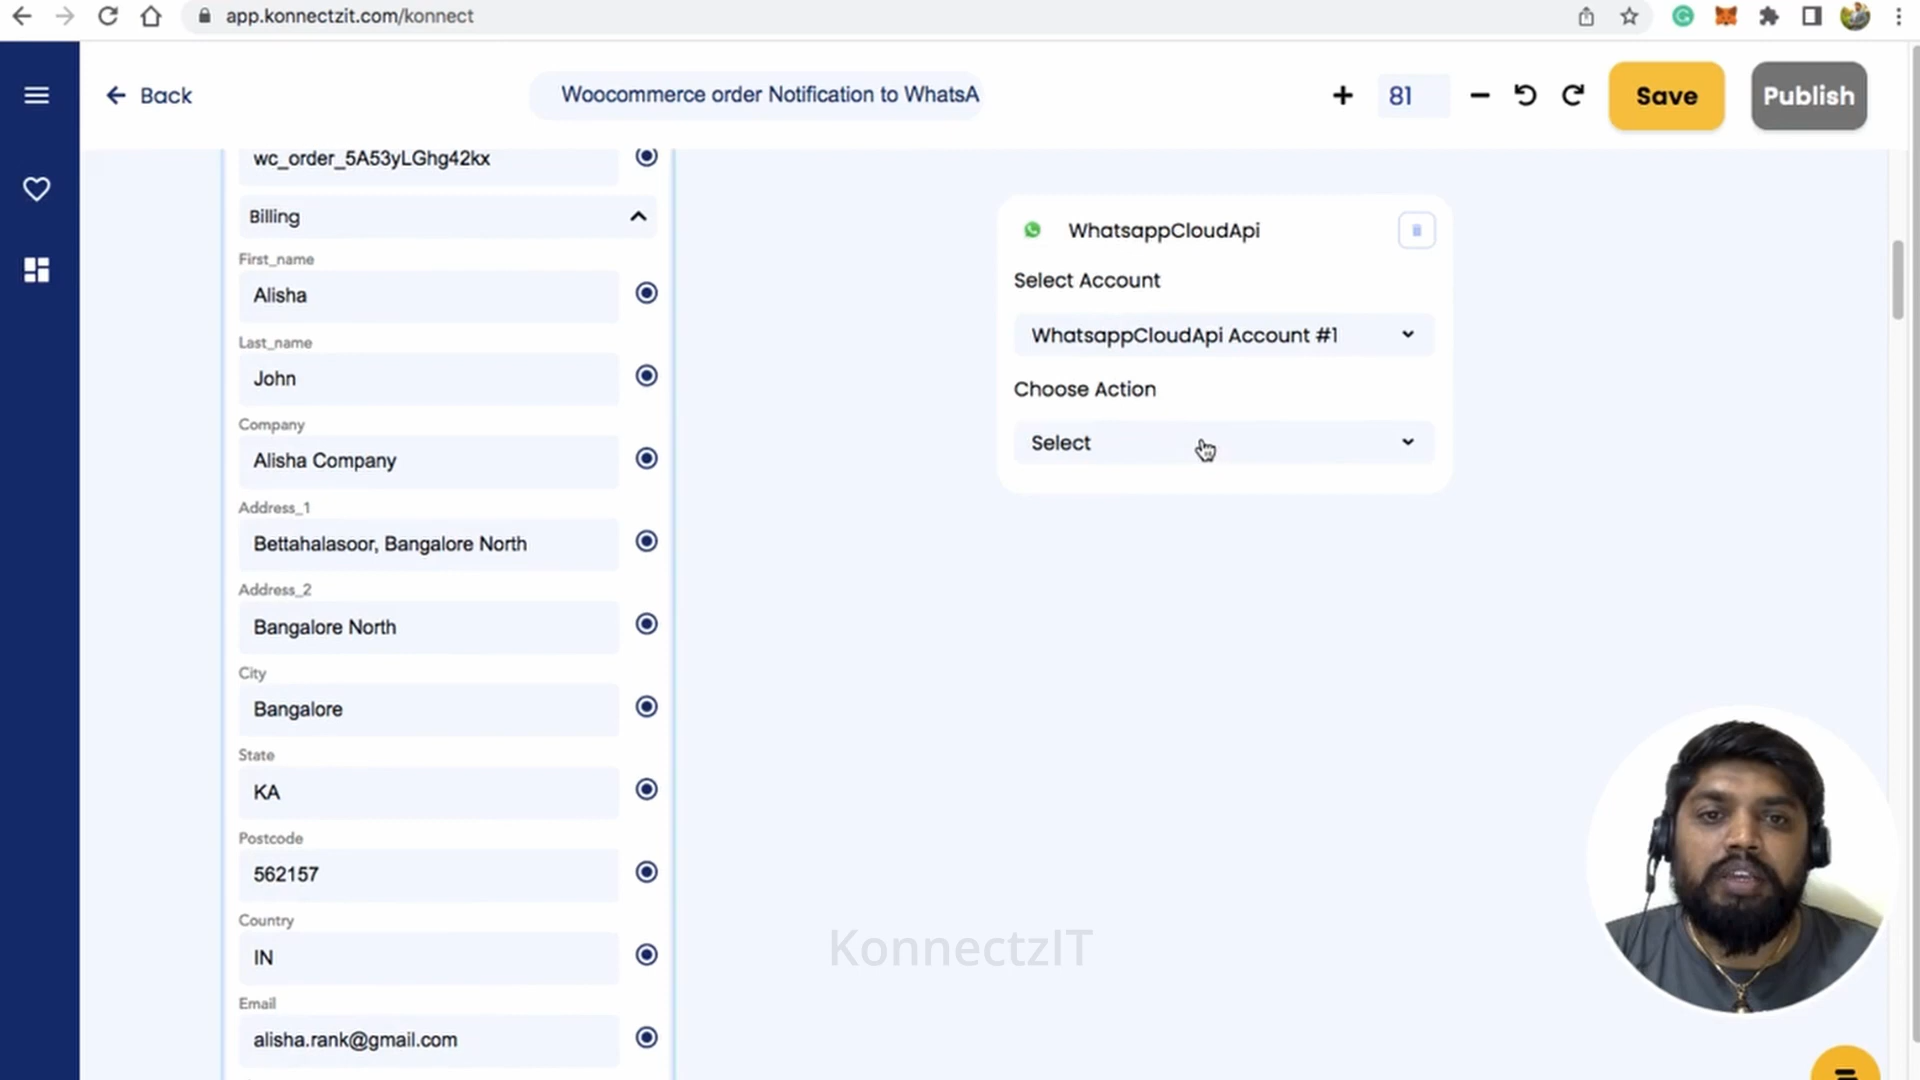 app.konnectzit.com/konnect
Back
Woocommerce order Notification to WhatsA
81
Save
Publish
wc_order_5A53yLGhg42kx
Billing
First_name
Alisha
Last_name
John
Company
Alisha Company
Address_1
Bettahalasoor, Bangalore North
Address_2
Bangalore North
City
Bangalore
State
KA
Postcode
562157
Country
IN
Email
alisha.rank@gmail.com
WhatsappCloudApi
Select Account
WhatsappCloudApi Account #1
Choose Action
Select
KonnectzIT